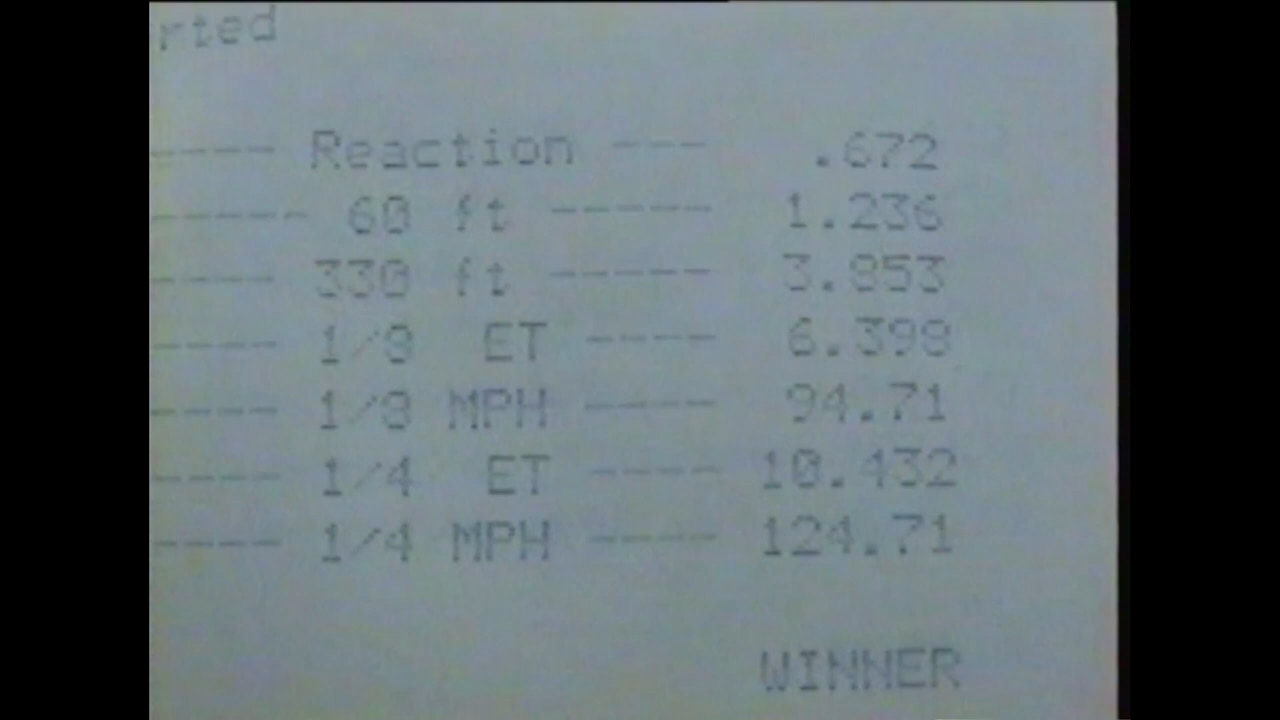 rted
---- Reaction --- .672
----- 60 ft ----- 1.236
---- 330 ft ----- 3.853
---- 1/8 ET ---- 6.398
---- 1/8 MPH ---- 94.71
---- 1/4 ET ---- 10.432
---- 1/4 MPH ---- 124.71
WINNER